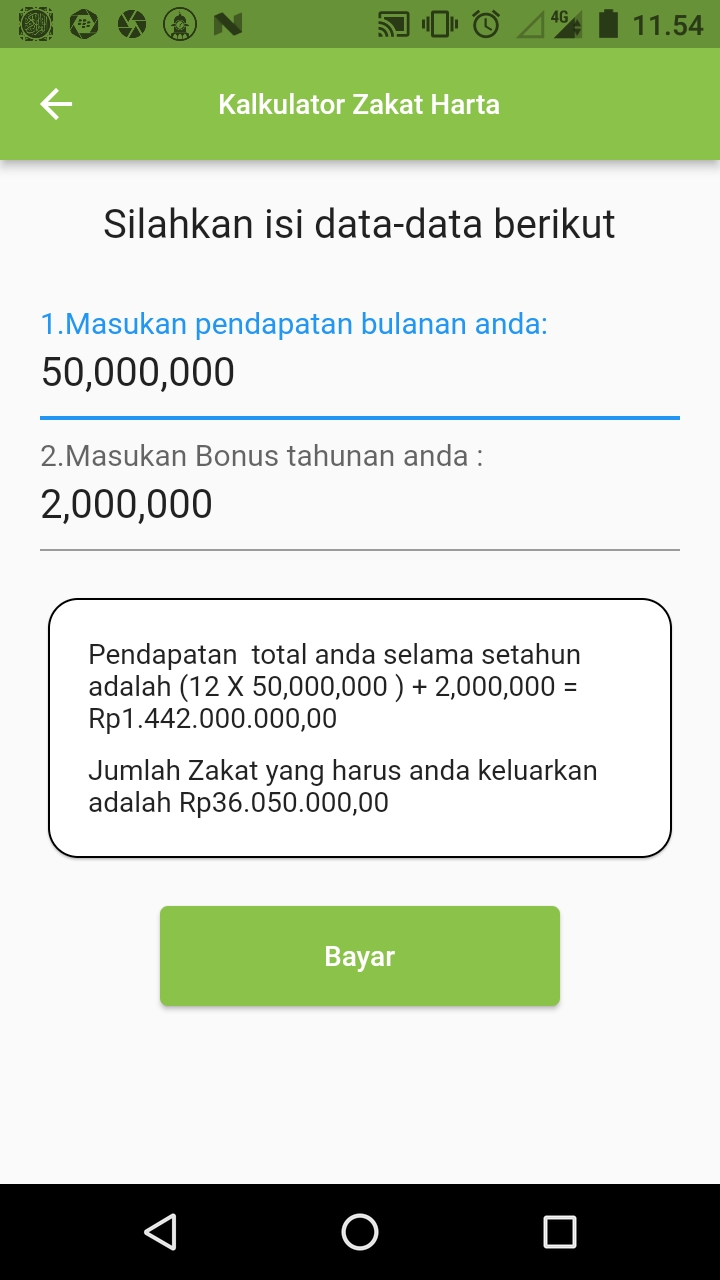 4G 11.54
Kalkulator Zakat Harta
Silahkan isi data-data berikut
1.Masukan pendapatan bulanan anda:
50,000,000
2.Masukan Bonus tahunan anda :
2,000,000
Pendapatan  total anda selama setahun
adalah (12 X 50,000,000 ) + 2,000,000 =
Rp1.442.000.000,00
Jumlah Zakat yang harus anda keluarkan
adalah Rp36.050.000,00
Bayar